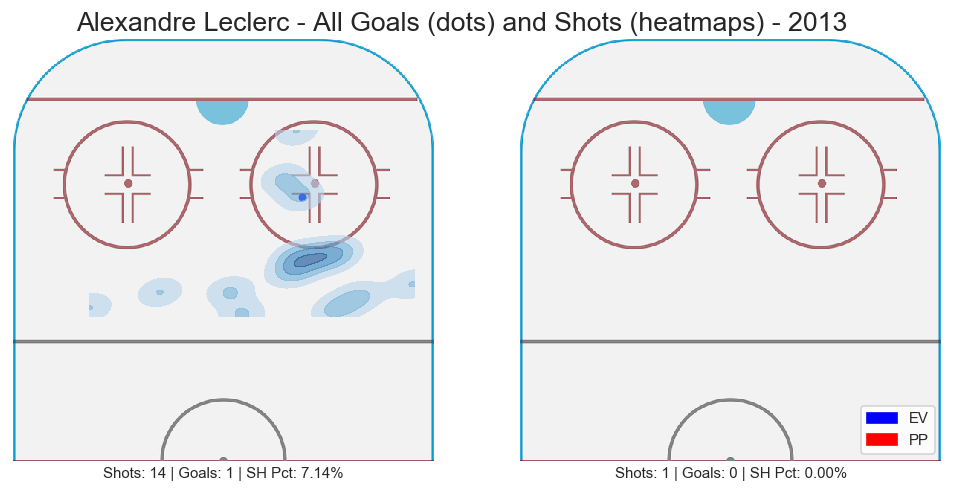 Alexandre Leclerc - All Goals (dots) and Shots (heatmaps) - 2013
EV
PP
Shots: 14 | Goals: 1 | SH Pct: 7.14%
Shots: 1 | Goals: 0 | SH Pct: 0.00%